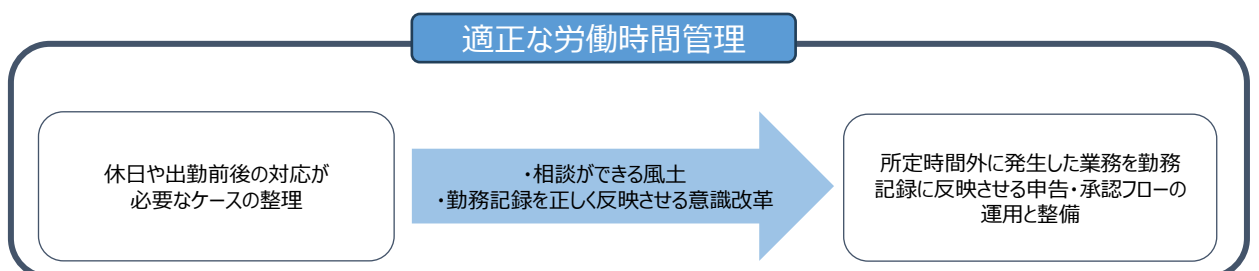 適正な労働時間管理
休日や出勤前後の対応が
必要なケースの整理
・相談ができる風土
・勤務記録を正しく反映させる意識改革
所定時間外に発生した業務を勤務
記録に反映させる申告・承認フローの
運用と整備